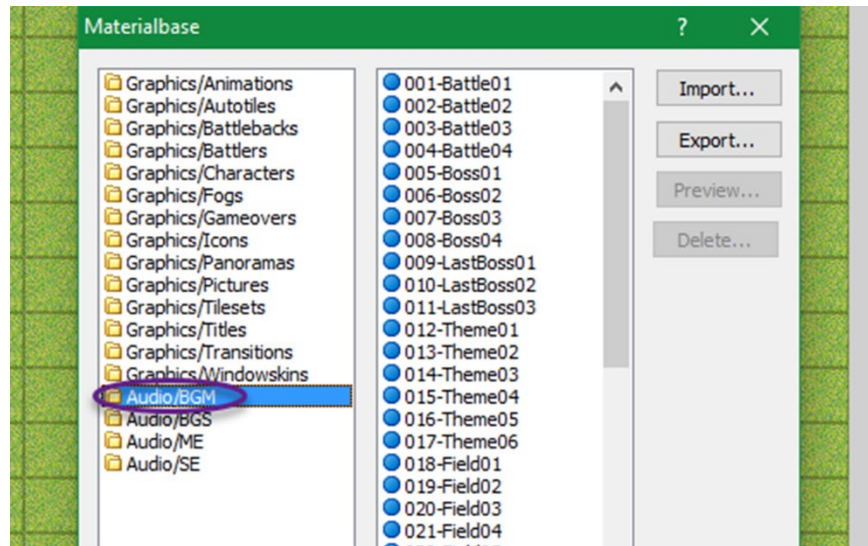 Materialbase
?
Graphics/Animations
Graphics/Autotiles
Graphics/Battlebacks
Graphics/Battlers
Graphics/Characters
Graphics/Fogs
Graphics/Gameovers
Graphics/Icons
Graphics/Panoramas
Graphics/Pictures
Graphics/Tilesets
Graphics/Titles
Graphics/Transitions
Graphics/Windowskins
Audio/BGM
Audio/BGS
Audio/ME
Audio/SE
001-Battle01
002-Battle02
003-Battle03
004-Battle04
005-Boss01
006-Boss02
007-Boss03
008-Boss04
009-LastBoss01
010-LastBoss02
011-LastBoss03
012-Theme01
013-Theme02
014-Theme03
015-Theme04
016-Theme05
017-Theme06
018-Field01
019-Field02
020-Field03
021-Field04
Import...
Export...
Preview...
Delete...